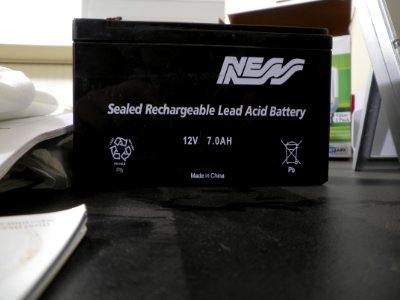 NESS
Sealed Rechargeable Lead Acid Battery
12V 7.0AH
Pb
Pb
Made in China